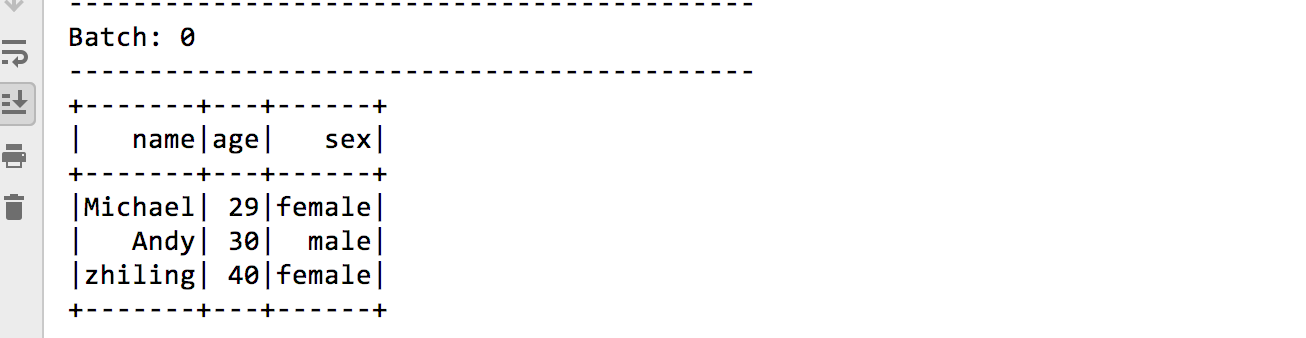 -------------------------------------------
Batch: 0
-------------------------------------------
+-------+---+------+
|   name|age|   sex|
+-------+---+------+
|Michael| 29|female|
|   Andy| 30|  male|
|zhiling| 40|female|
+-------+---+------+